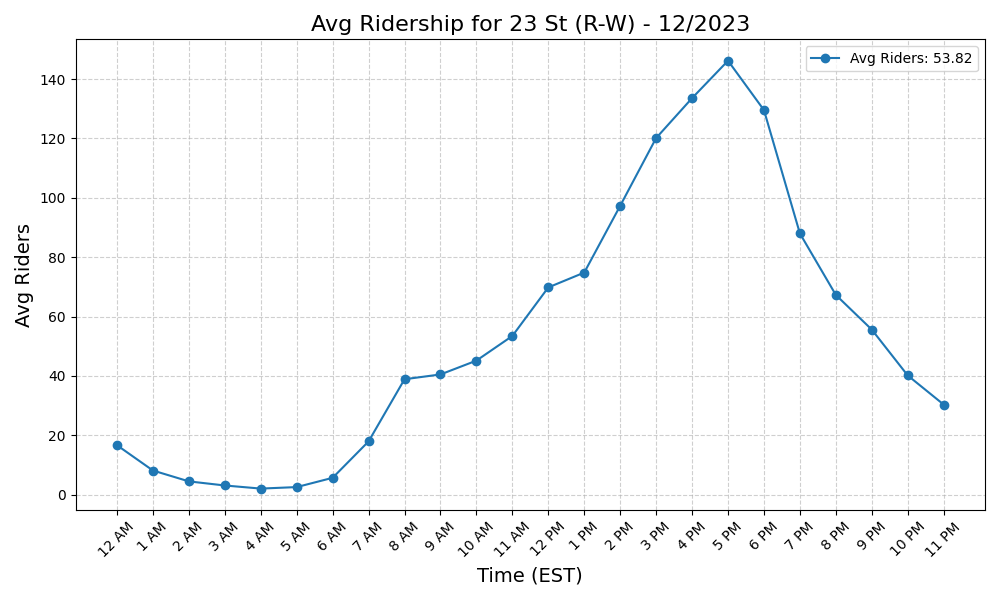 Avg Ridership for 23 St (R-W) - 12/2023
Avg Riders: 53.82
Avg Riders
140
120
100
80
60
40
20
0
12 AM
1 AM
2 AM
3 AM
4 AM
5 AM
6 AM
7 AM
8 AM
9 AM
10 AM
11 AM
12 PM
1 PM
2 PM
3 PM
4 PM
5 PM
6 PM
7 PM
8 PM
9 PM
10 PM
11 PM
Time (EST)